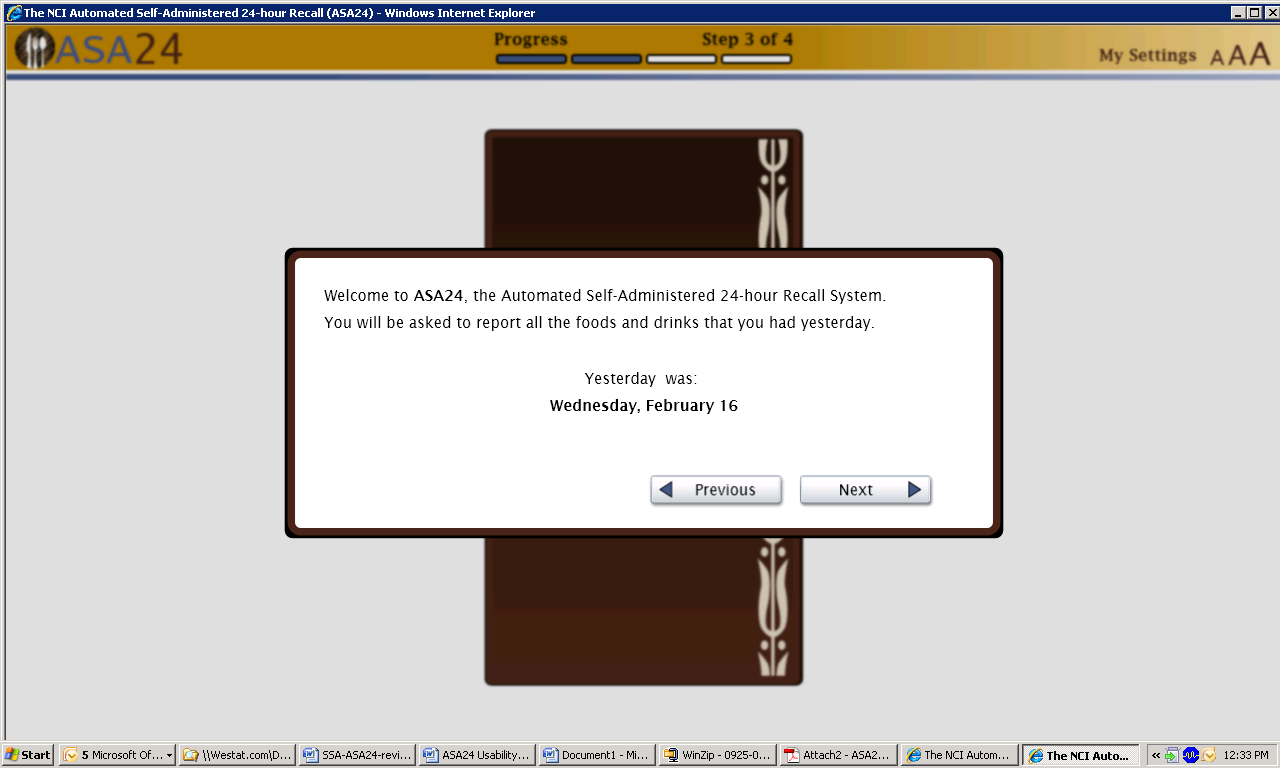 The NCI Automated Self-Administered 24-hour Recall (ASA24) - Windows Internet Explorer
ASA24
Progress
Step 3 of 4
My Settings
A A A
Welcome to ASA24, the Automated Self-Administered 24-hour Recall System.
You will be asked to report all the foods and drinks that you had yesterday.
Yesterday was:
Wednesday, February 16
Previous
Next
Start
5 Microsoft Of...
\\Westat.com\D...
SSA-ASA24-revi...
ASA24 Usability...
Document1 - Mi...
WinZip - 0925-0...
Attach2 - ASA2...
The NCI Autom...
The NCI Auto...
12:33 PM